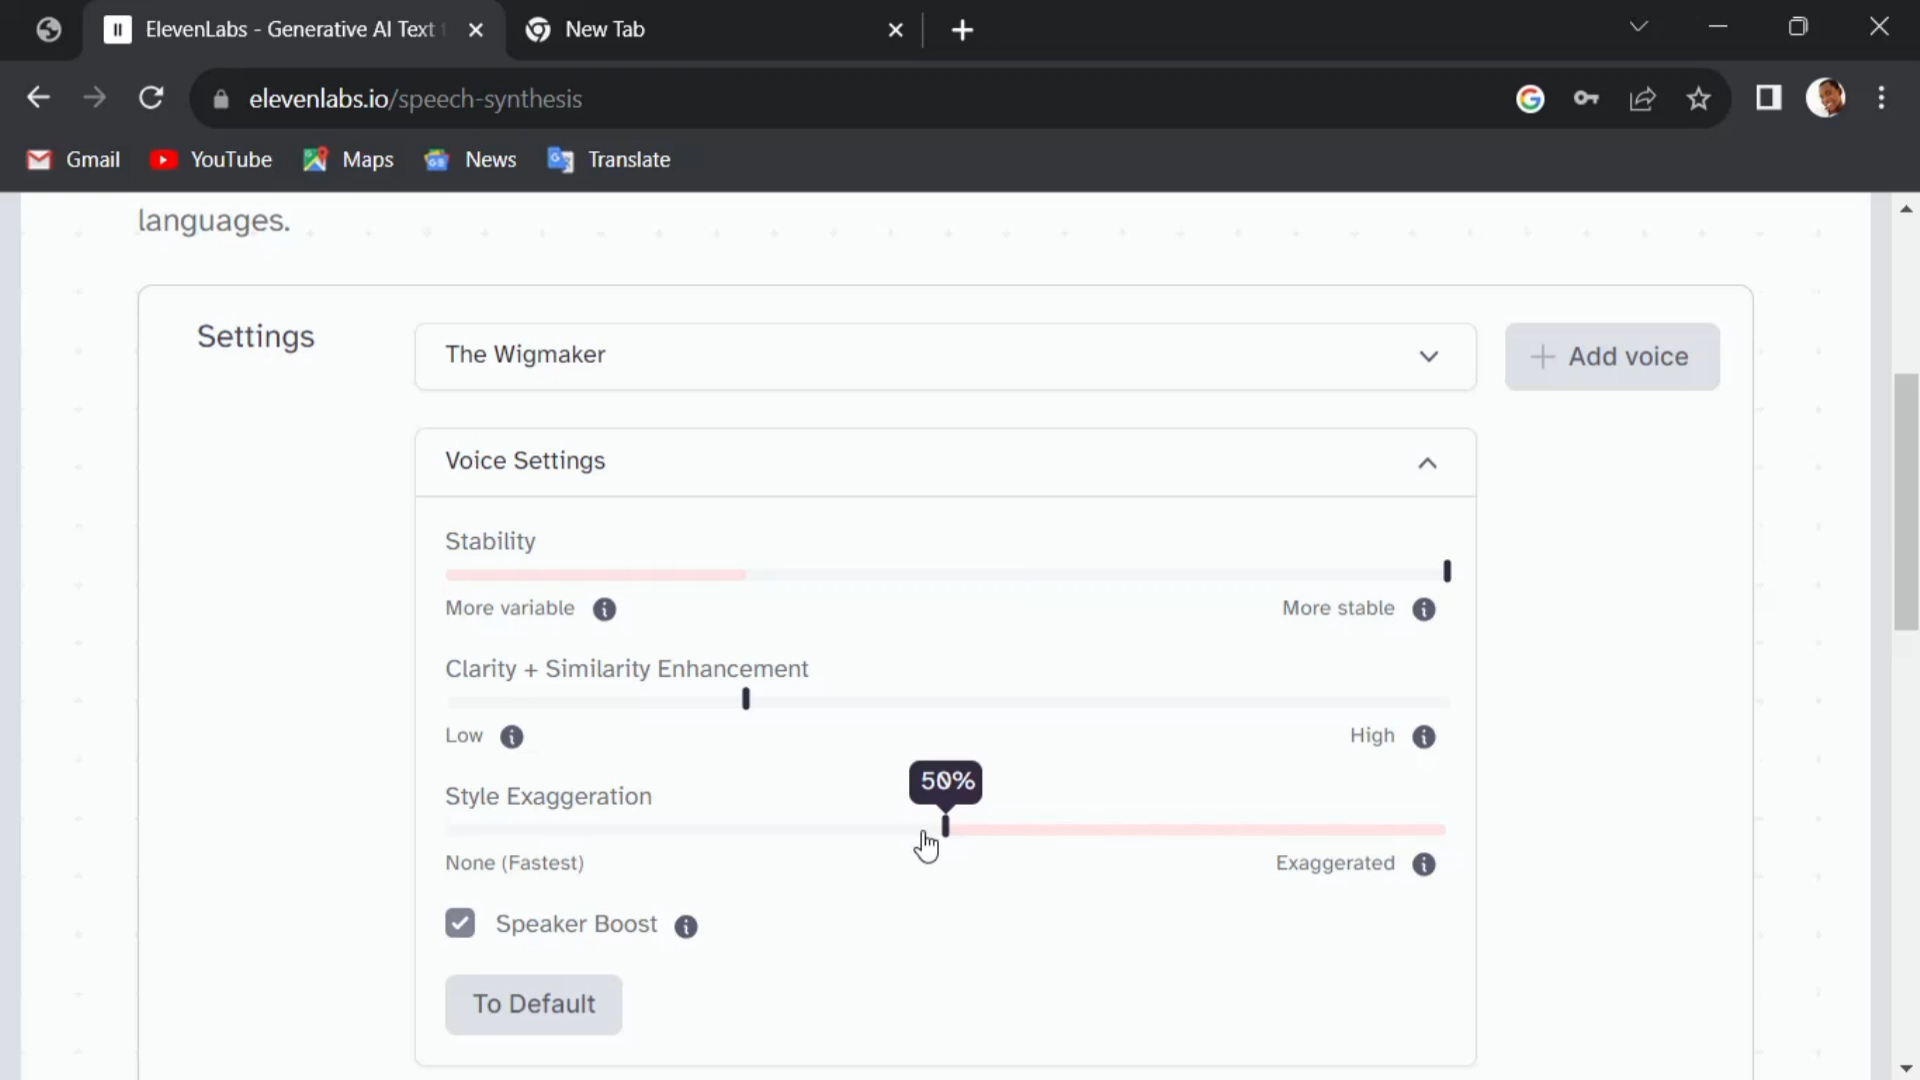 ElevenLabs - Generative AI Text
New Tab
elevenlabs.io/speech-synthesis
Gmail YouTube Maps News Translate
languages.
Settings
The Wigmaker
+ Add voice
Voice Settings
Stability
More variable
More stable
Clarity + Similarity Enhancement
Low
High
50%
Style Exaggeration
None (Fastest)
Exaggerated
Speaker Boost
To Default